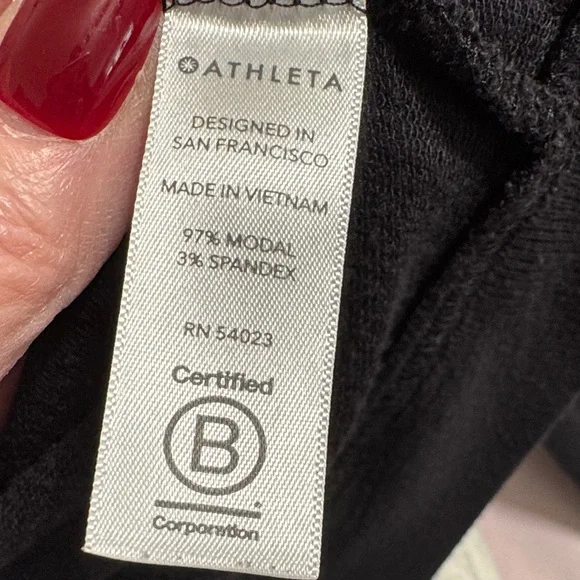 ATHLETA
DESIGNED IN
SAN FRANCISCO
MADE IN VIETNAM
97% MODAL
3% SPANDEX
RN 54023
Certified
B
Corporation